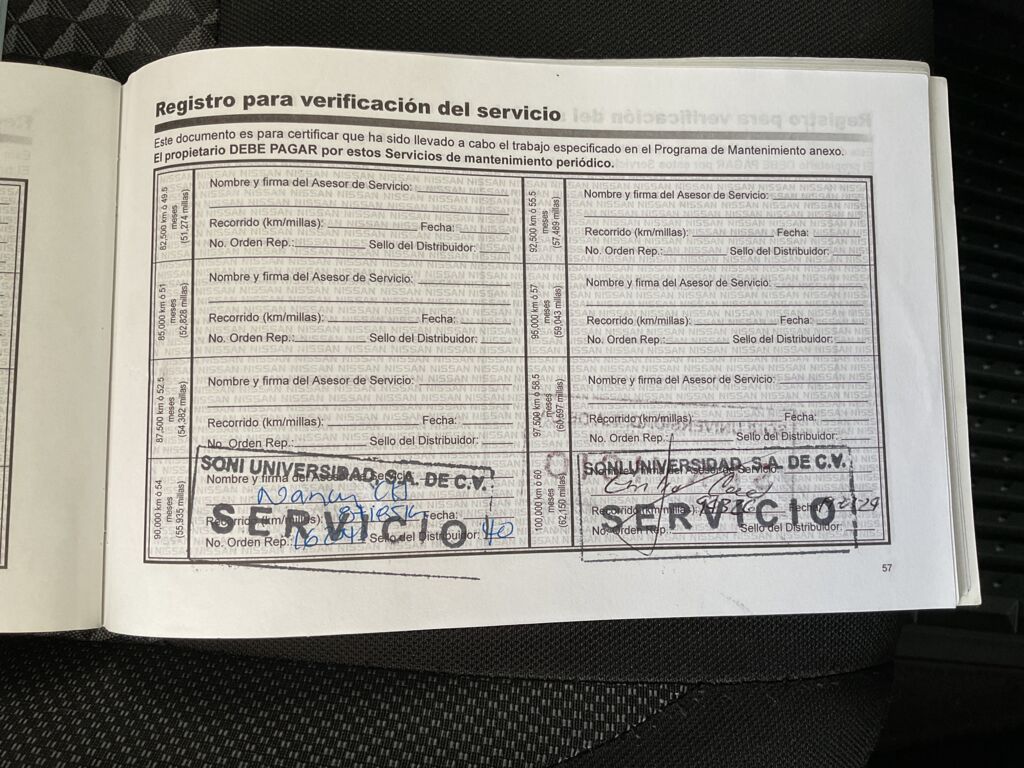 Registro para verificación del servicio
Este documento es para certificar que ha sido llevado a cabo el trabajo especificado en el Programa de Mantenimiento anexo.
El propietario DEBE PAGAR por estos Servicios de mantenimiento periódico.
82,500 km ó 49.5
meses
(51,274 millas)
Nombre y firma del Asesor de Servicio:
Recorrido (km/millas): Fecha:
No. Orden Rep.: Sello del Distribuidor:
85,000 km ó 51
meses
(52,828 millas)
Nombre y firma del Asesor de Servicio:
Recorrido (km/millas): Fecha:
No. Orden Rep.: Sello del Distribuidor:
87,500 km ó 52.5
meses
(54,382 millas)
Nombre y firma del Asesor de Servicio:
Recorrido (km/millas): Fecha:
No. Orden Rep.: Sello del Distribuidor:
90,000 km ó 54
meses
(55,935 millas)
SONI UNIVERSIDAD, S.A. DE C.V.
Nombre y firma del Asesor de Servicio
Nancy
SERVICIO
Recorrido Fecha:
No. Orden Rep.: Sello del Distribuidor:
92,500 km ó 55.5
meses
(57,489 millas)
Nombre y firma del Asesor de Servicio:
Recorrido (km/millas): Fecha:
No. Orden Rep.: Sello del Distribuidor:
95,000 km ó 57
meses
(59,043 millas)
Nombre y firma del Asesor de Servicio:
Recorrido (km/millas): Fecha:
No. Orden Rep.: Sello del Distribuidor:
97,500 km ó 58.5
meses
(60,597 millas)
Nombre y firma del Asesor de Servicio:
Recorrido (km/millas): Fecha:
No. Orden Rep.: Sello del Distribuidor:
100,000 km ó 60
meses
(62,150 millas)
SONI UNIVERSIDAD, S.A. DE C.V.
Nombre y firma del Asesor de Servicio
Recorrido (km/millas): Fecha
SERVICIO
No. Orden Rep.: Sello del Distribuidor:
57